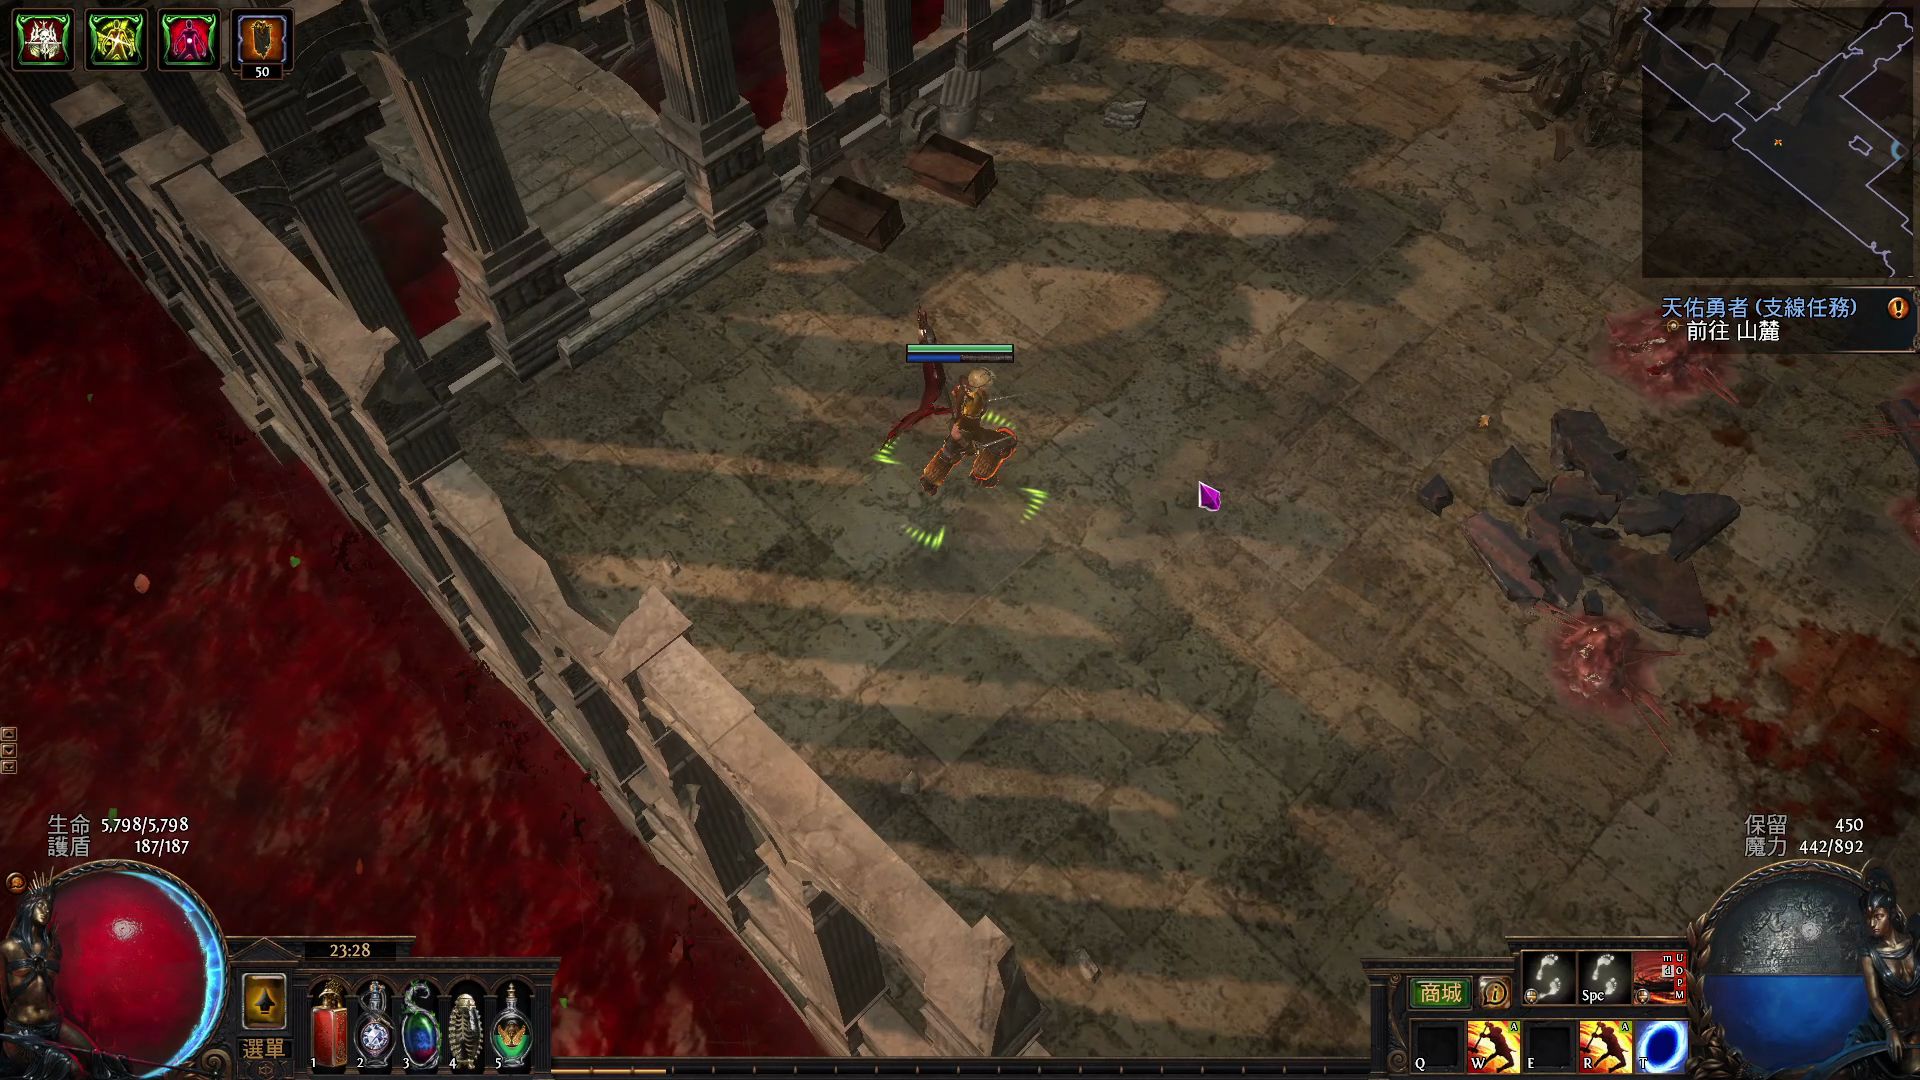 50
天佑勇者 (支線任務)
前往 山麓
生命 5,798/5,798
護盾 187/187
保留 450
魔力 442/892
23:28
選單
1 2 3 4 5
商城
Spc
m U
d O
P
M
Q W A E R A T